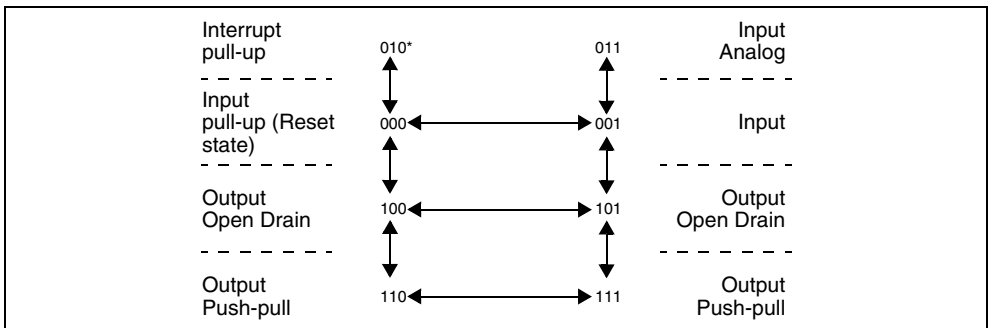 Interrupt
pull-up
010*
011
Input
Analog
Input
pull-up (Reset
state)
000
001
Input
Output
Open Drain
100
101
Output
Open Drain
Output
Push-pull
110
111
Output
Push-pull